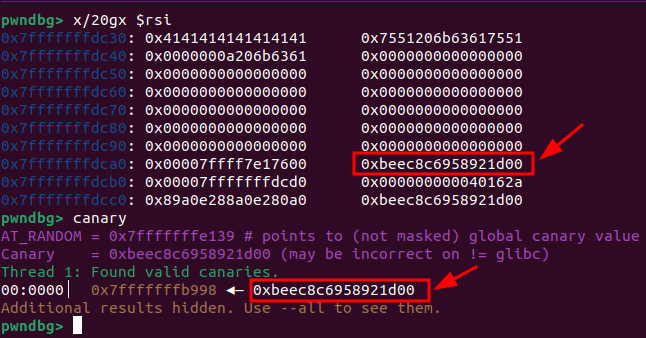 pwndbg> x/20gx $rsi
0x7fffffffdc30: 0x4141414141414141 0x7551206b63617551
0x7fffffffdc40: 0x0000000a206b6361 0x0000000000000000
0x7fffffffdc50: 0x0000000000000000 0x0000000000000000
0x7fffffffdc60: 0x0000000000000000 0x0000000000000000
0x7fffffffdc70: 0x0000000000000000 0x0000000000000000
0x7fffffffdc80: 0x0000000000000000 0x0000000000000000
0x7fffffffdc90: 0x0000000000000000 0x0000000000000000
0x7fffffffdca0: 0x00007ffff7e17600 0xbeec8c6958921d00
0x7fffffffdcb0: 0x00007fffffffdcd0 0x000000000040162a
0x7fffffffdcc0: 0x89a0e288a0e280a0 0xbeec8c6958921d00
pwndbg> canary
AT_RANDOM = 0x7fffffffe139 # points to (not masked) global canary value
Canary    = 0xbeec8c6958921d00 (may be incorrect on != glibc)
Thread 1: Found valid canaries.
00:0000│  0x7fffffffb998 ◂— 0xbeec8c6958921d00
Additional results hidden. Use --all to see them.
pwndbg>